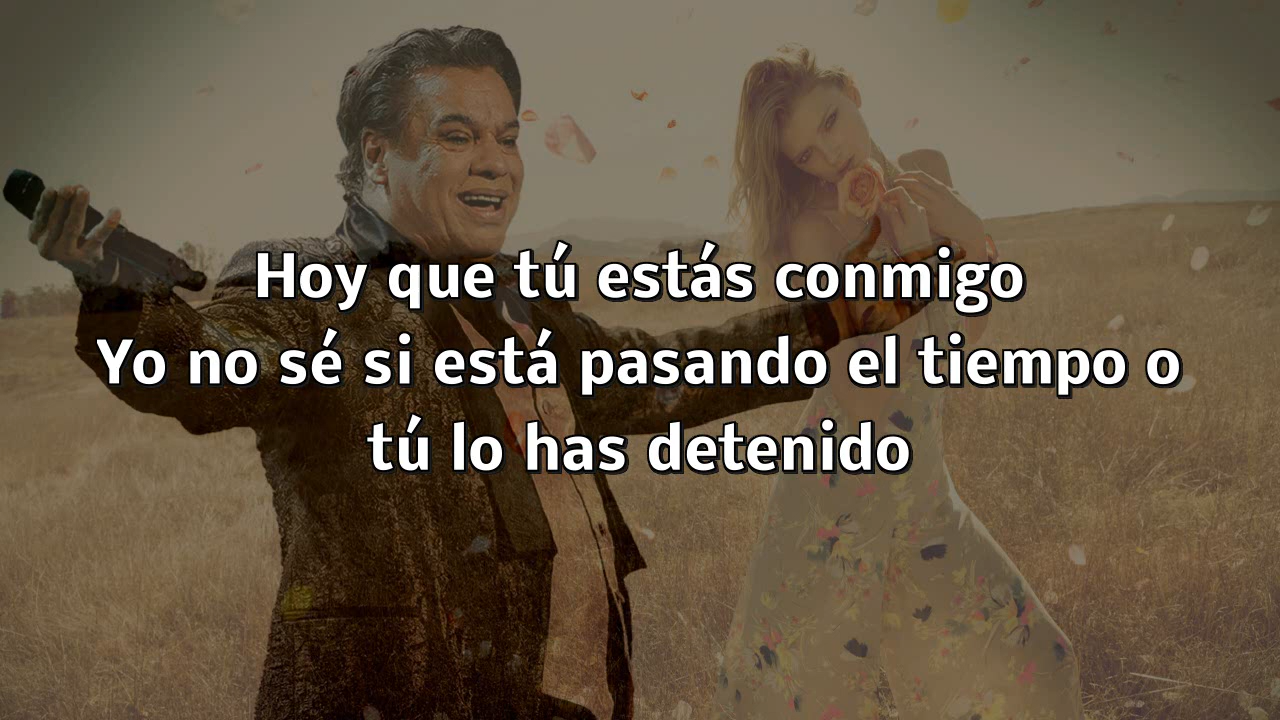 Hoy que tú estás conmigo
Yo no sé si está pasando el tiempo o
tú lo has detenido